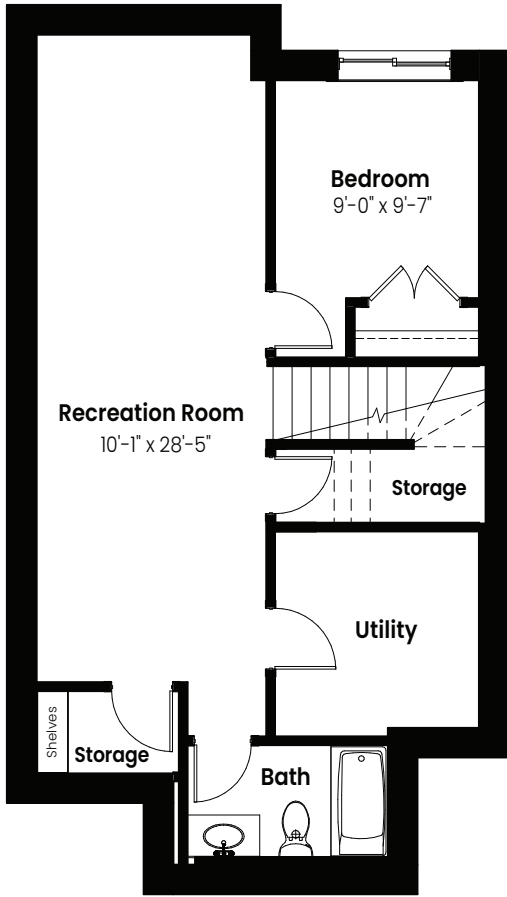 Bedroom
9'-0" x 9'-7"
Recreation Room
10'-1" x 28'-5"
Storage
Utility
Shelves
Storage
Bath